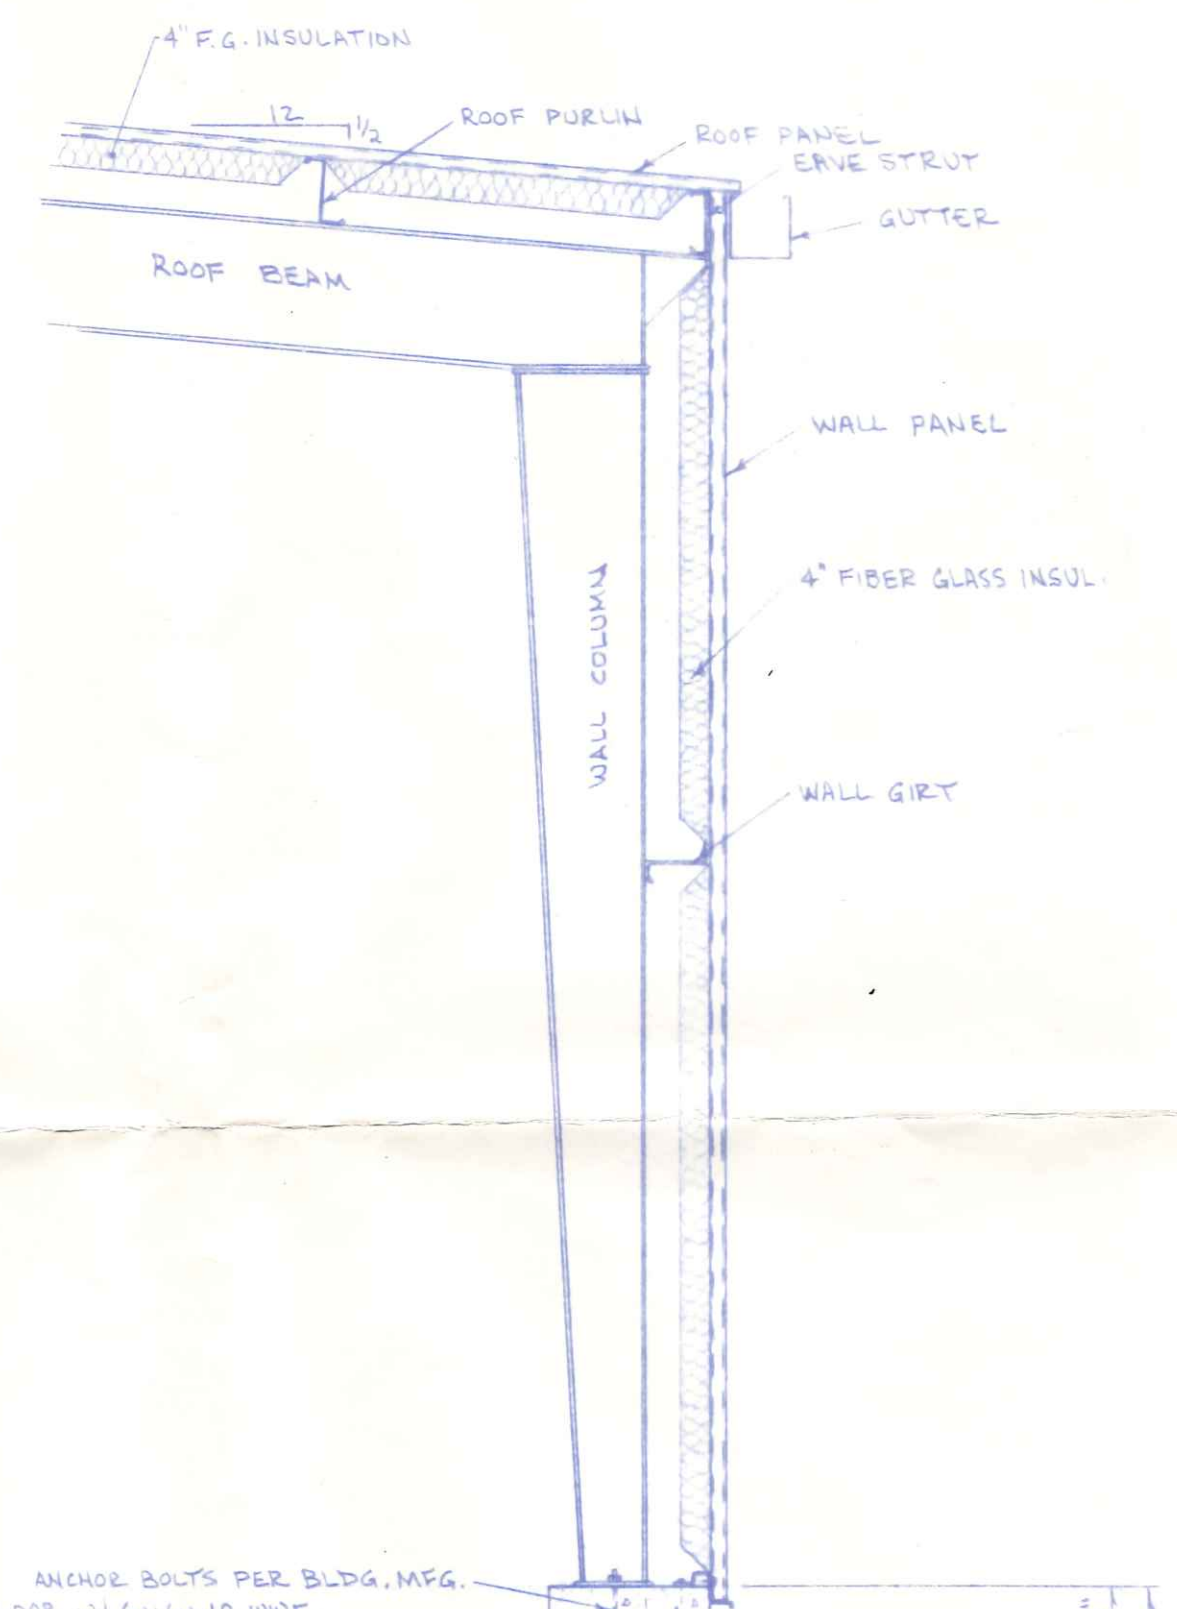 4" F.G. INSULATION
12
1 1/2
ROOF PURLIN
ROOF PANEL
EAVE STRUT
GUTTER
ROOF BEAM
WALL PANEL
4" FIBER GLASS INSUL.
WALL COLUMN
WALL GIRT
ANCHOR BOLTS PER BLDG. MFG.